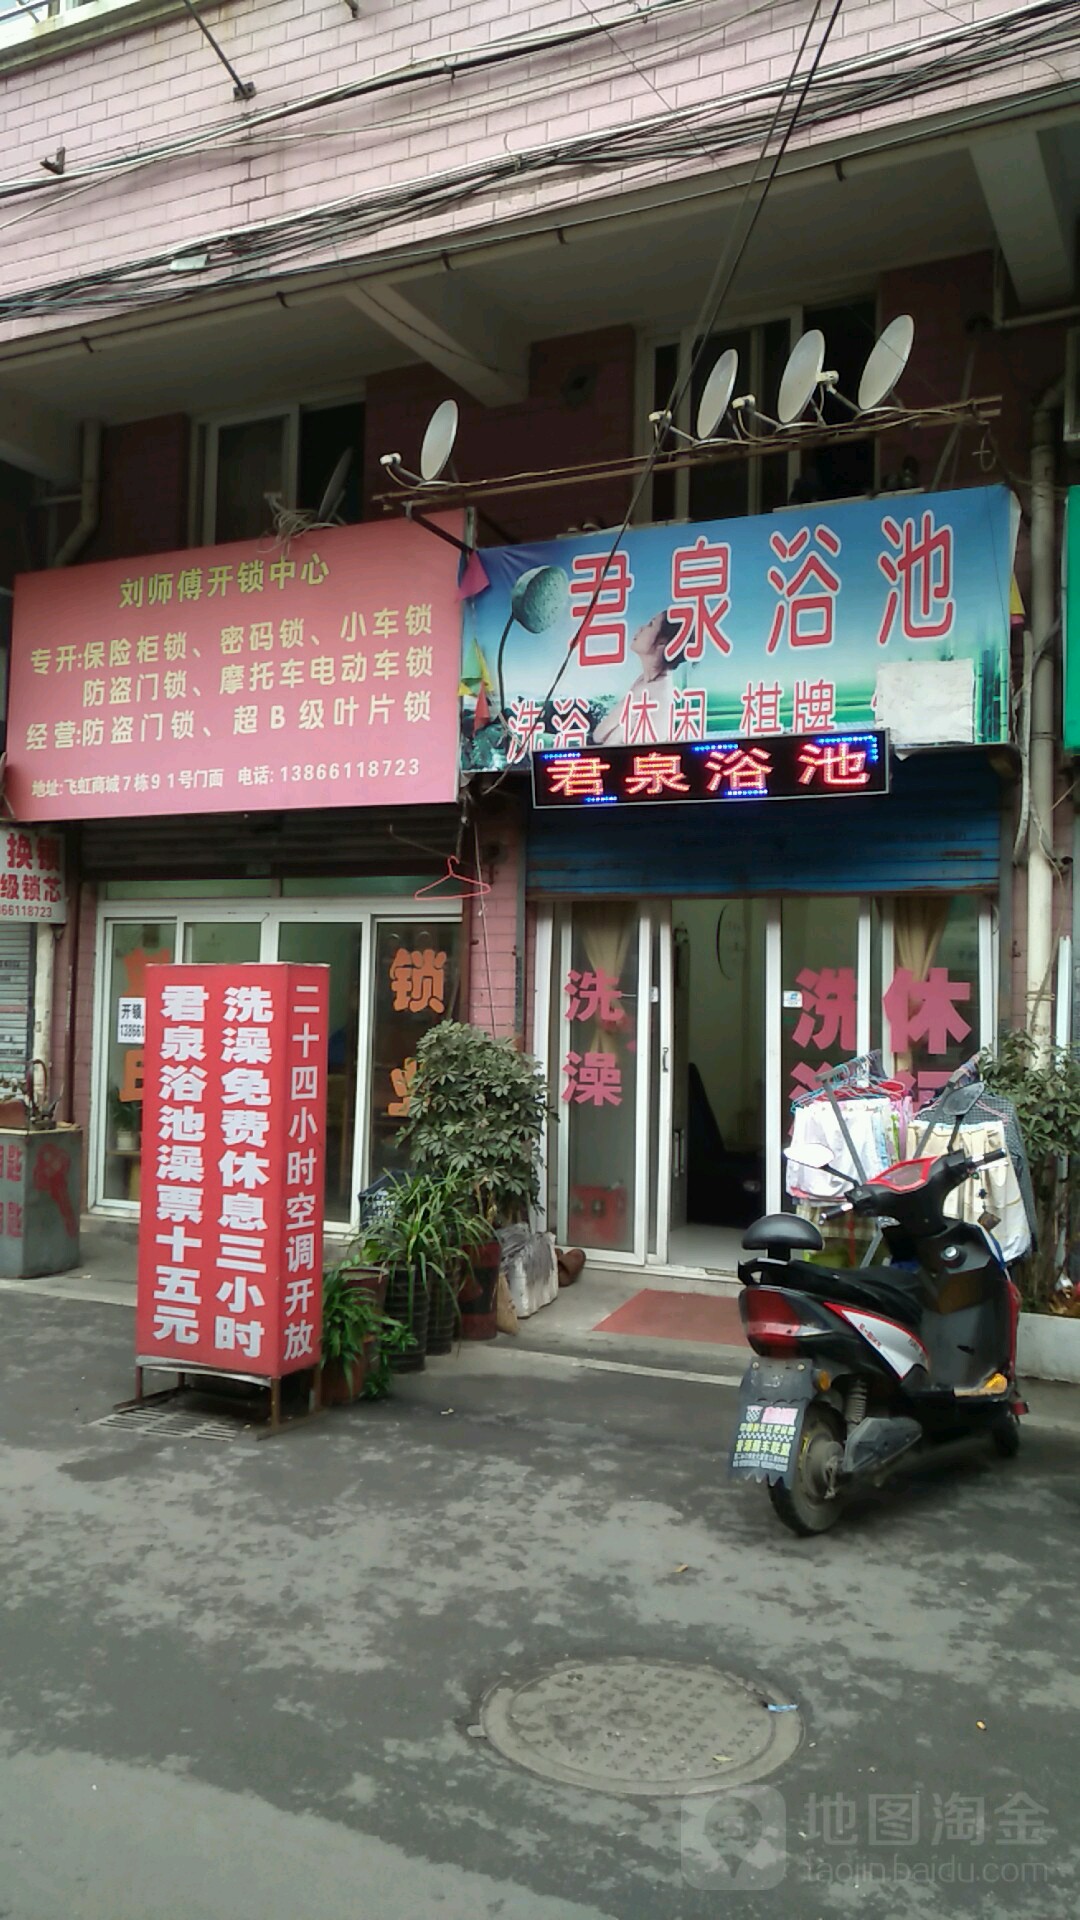 刘师傅开锁中心
专开:保险柜锁、密码锁、小车锁
防盗门锁、摩托车电动车锁
经营:防盗门锁、超B级叶片锁
地址:飞虹商城7栋91号门面 电话:13866118723
君泉浴池
洗浴 休闲 棋牌
君泉浴池
换锁
级锁芯
66118723
锁
开锁
13866
洗澡
洗
休
君泉浴池澡票十五元
洗澡免费休息三小时
二十四小时空调开放
地图淘金
taojin.baidu.com